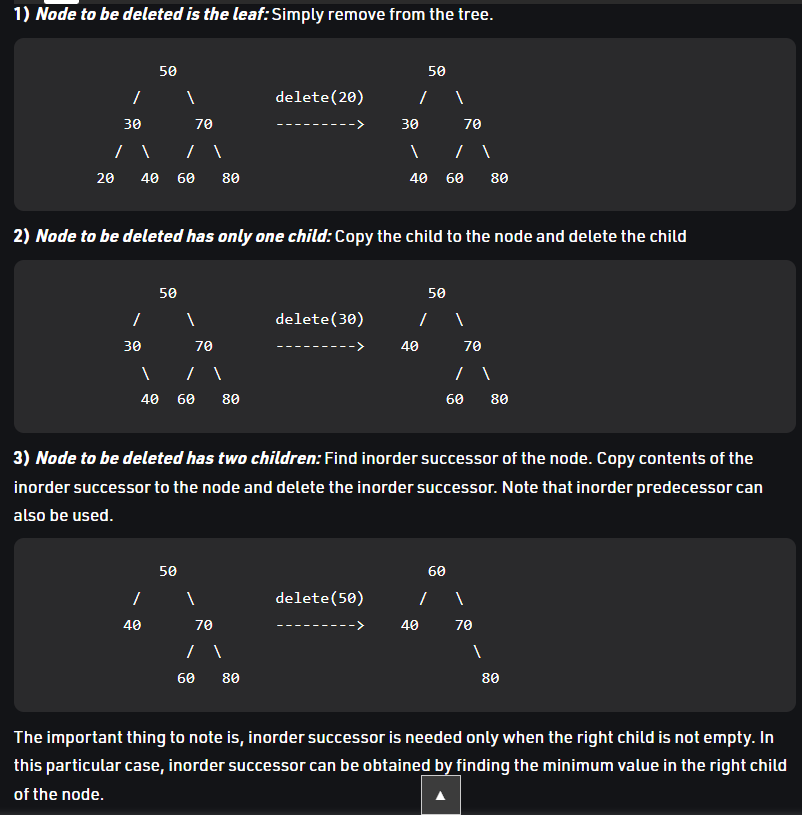 1) Node to be deleted is the leaf: Simply remove from the tree.
50 50
/ \ delete(20) / \
30 70 ---------> 30 70
/ \ / \ \ / \
20 40 60 80 40 60 80
2) Node to be deleted has only one child: Copy the child to the node and delete the child
50 50
/ \ delete(30) / \
30 70 ---------> 40 70
\ / \ / \
40 60 80 60 80
3) Node to be deleted has two children: Find inorder successor of the node. Copy contents of the
inorder successor to the node and delete the inorder successor. Note that inorder predecessor can
also be used.
50 60
/ \ delete(50) / \
40 70 ---------> 40 70
/ \ \
60 80 80
The important thing to note is, inorder successor is needed only when the right child is not empty. In
this particular case, inorder successor can be obtained by finding the minimum value in the right child
of the node.
▲